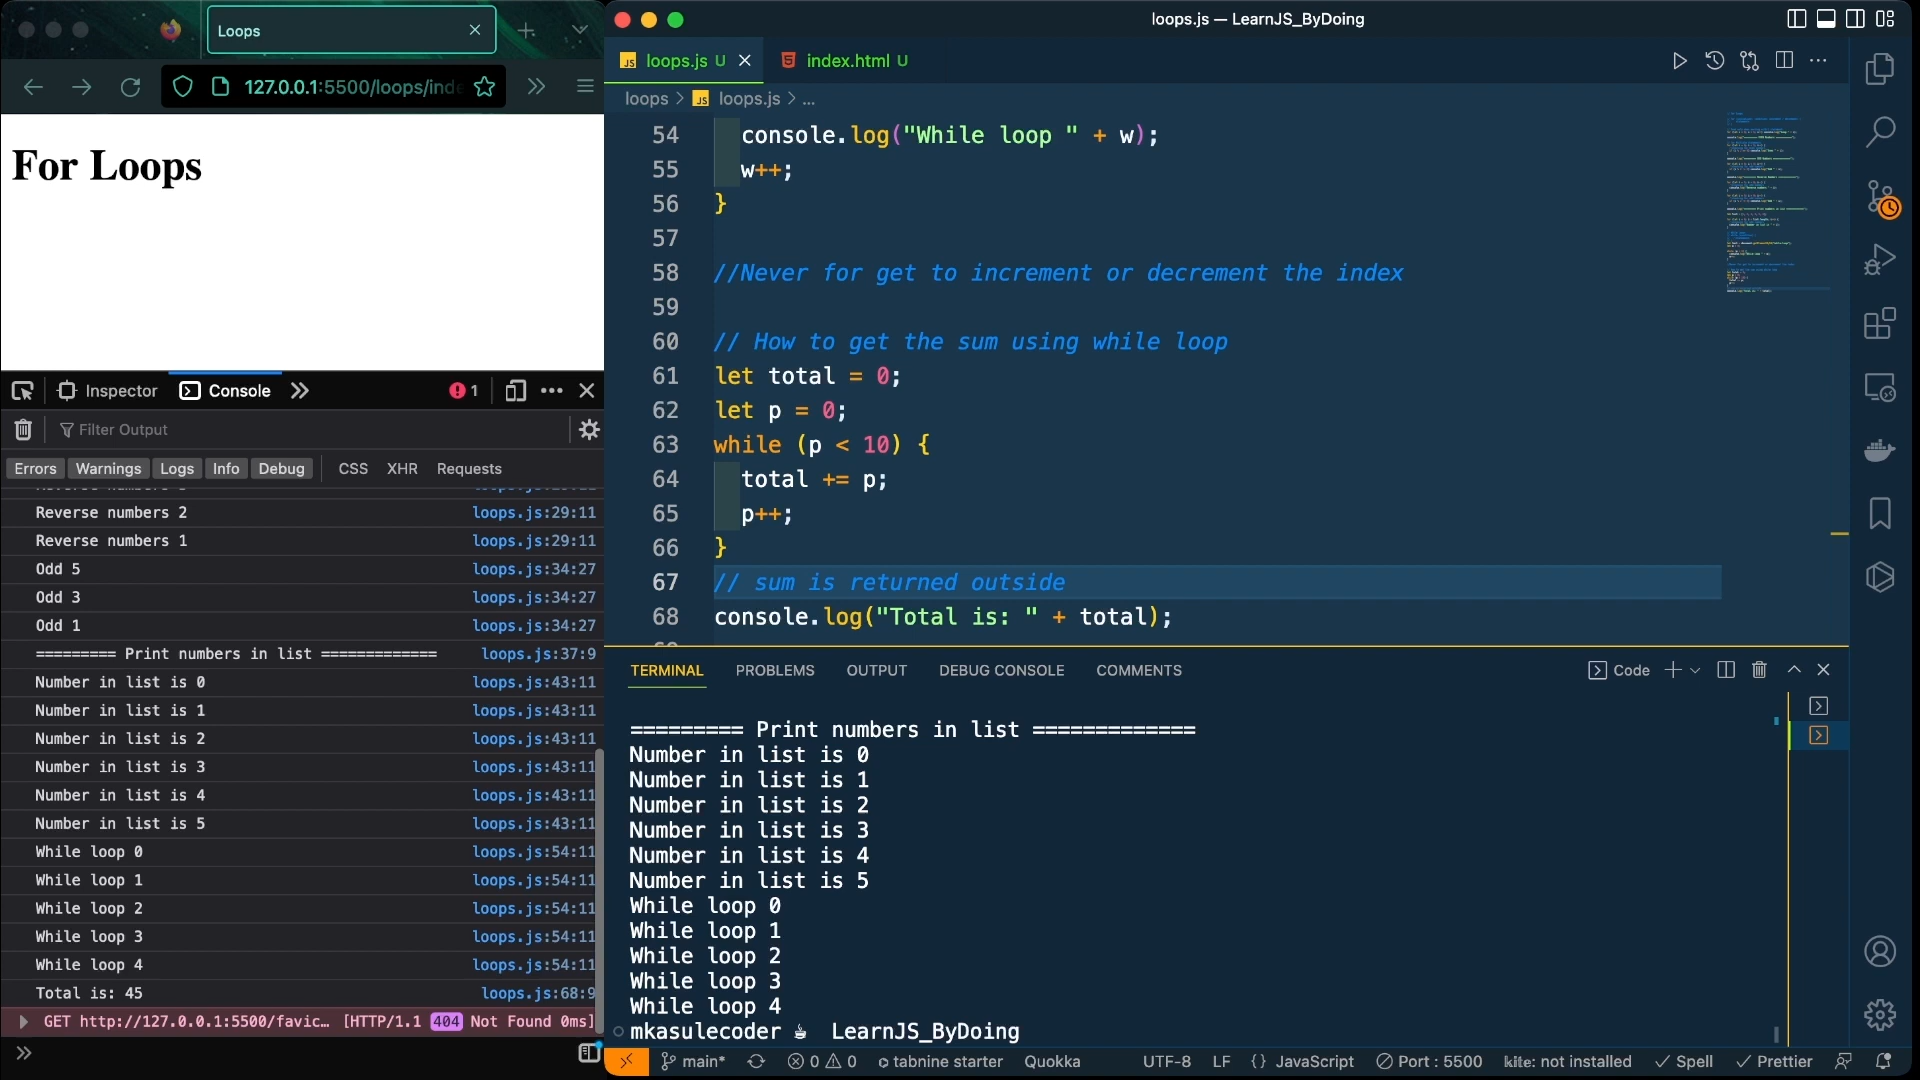 Loops
127.0.0.1:5500/loops/inde
For Loops
Inspector
Console
1
Filter Output
Errors
Warnings
Logs
Info
Debug
CSS
XHR
Requests
Reverse numbers 2 loops.js:29:11
Reverse numbers 1 loops.js:29:11
Odd 5 loops.js:34:27
Odd 3 loops.js:34:27
Odd 1 loops.js:34:27
========= Print numbers in list ============= loops.js:37:9
Number in list is 0 loops.js:43:11
Number in list is 1 loops.js:43:11
Number in list is 2 loops.js:43:11
Number in list is 3 loops.js:43:11
Number in list is 4 loops.js:43:11
Number in list is 5 loops.js:43:11
While loop 0 loops.js:54:11
While loop 1 loops.js:54:11
While loop 2 loops.js:54:11
While loop 3 loops.js:54:11
While loop 4 loops.js:54:11
Total is: 45 loops.js:68:9
GET http://127.0.0.1:5500/favic… [HTTP/1.1 404 Not Found 0ms]
loops.js — LearnJS_ByDoing
JS loops.js U
index.html U
loops > JS loops.js > ...
54 console.log("While loop " + w);
55 w++;
56 }
57
58 //Never for get to increment or decrement the index
59
60 // How to get the sum using while loop
61 let total = 0;
62 let p = 0;
63 while (p < 10) {
64 total += p;
65 p++;
66 }
67 // sum is returned outside
68 console.log("Total is: " + total);
TERMINAL
PROBLEMS
OUTPUT
DEBUG CONSOLE
COMMENTS
Code
========= Print numbers in list =============
Number in list is 0
Number in list is 1
Number in list is 2
Number in list is 3
Number in list is 4
Number in list is 5
While loop 0
While loop 1
While loop 2
While loop 3
While loop 4
mkasulecoder LearnJS_ByDoing
main*
0
0
tabnine starter
Quokka
UTF-8
LF
{} JavaScript
Port : 5500
kite: not installed
Spell
Prettier